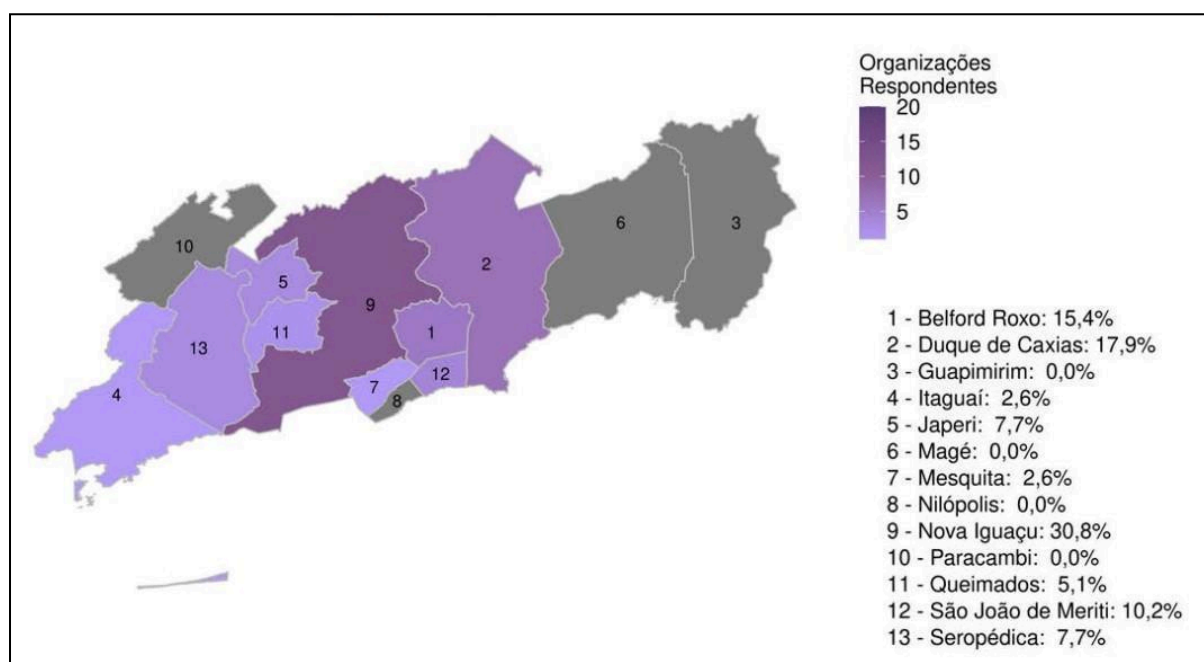 Organizações
Respondentes
20
15
10
5
10
6
3
5
2
9
11
1
13
12
7
4
8
1 - Belford Roxo: 15,4%
2 - Duque de Caxias: 17,9%
3 - Guapimirim: 0,0%
4 - Itaguaí: 2,6%
5 - Japeri: 7,7%
6 - Magé: 0,0%
7 - Mesquita: 2,6%
8 - Nilópolis: 0,0%
9 - Nova Iguaçu: 30,8%
10 - Paracambi: 0,0%
11 - Queimados: 5,1%
12 - São João de Meriti: 10,2%
13 - Seropédica: 7,7%